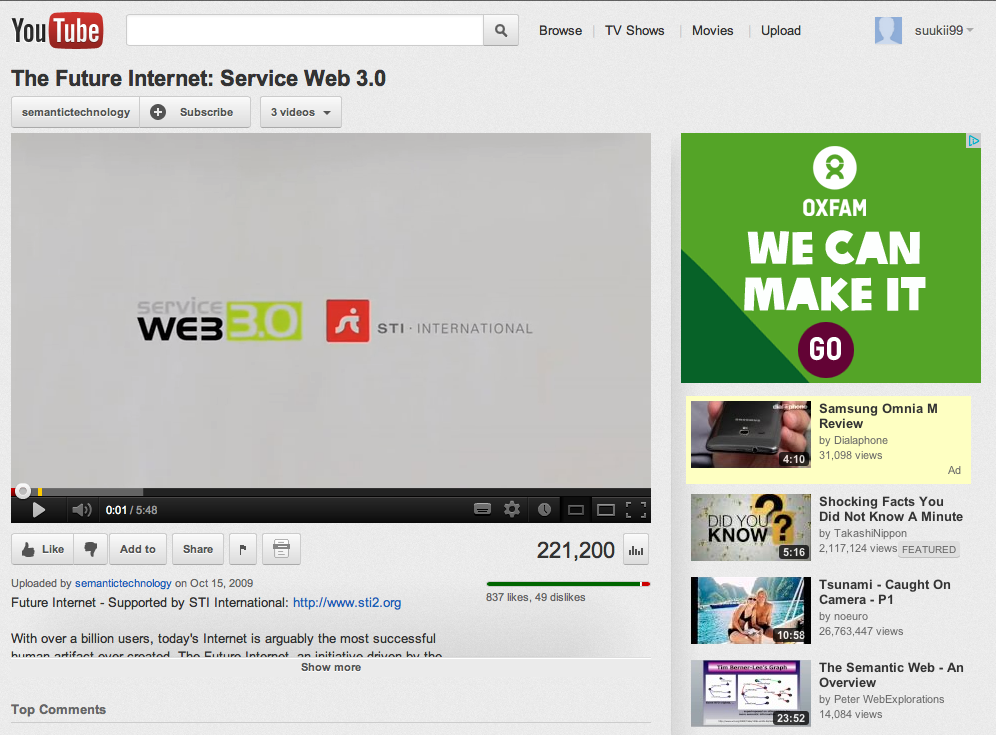 YouTube
Browse
TV Shows
Movies
Upload
suukii99
The Future Internet: Service Web 3.0
semantictechnology
Subscribe
3 videos
service
WEB 3.0
STI · INTERNATIONAL
0:01 / 5:48
Like
Add to
Share
221,200
Uploaded by semantictechnology on Oct 15, 2009
837 likes, 49 dislikes
Future Internet - Supported by STI International: http://www.sti2.org
With over a billion users, today's Internet is arguably the most successful
human artifact ever created. The Future Internet, an initiative driven by the
Show more
Top Comments
OXFAM
WE CAN
MAKE IT
GO
dialaphone
SAMSUNG
4:10
Samsung Omnia M
Review
by Dialaphone
31,098 views
Ad
DID YOU
KNOW
?
?
5:16
Shocking Facts You
Did Not Know A Minute
by TakashiNippon
2,117,124 views FEATURED
10:58
Tsunami - Caught On
Camera - P1
by noeuro
26,763,447 views
Tim Berner-Lee's Graph
23:52
The Semantic Web - An
Overview
by Peter WebExplorations
14,084 views